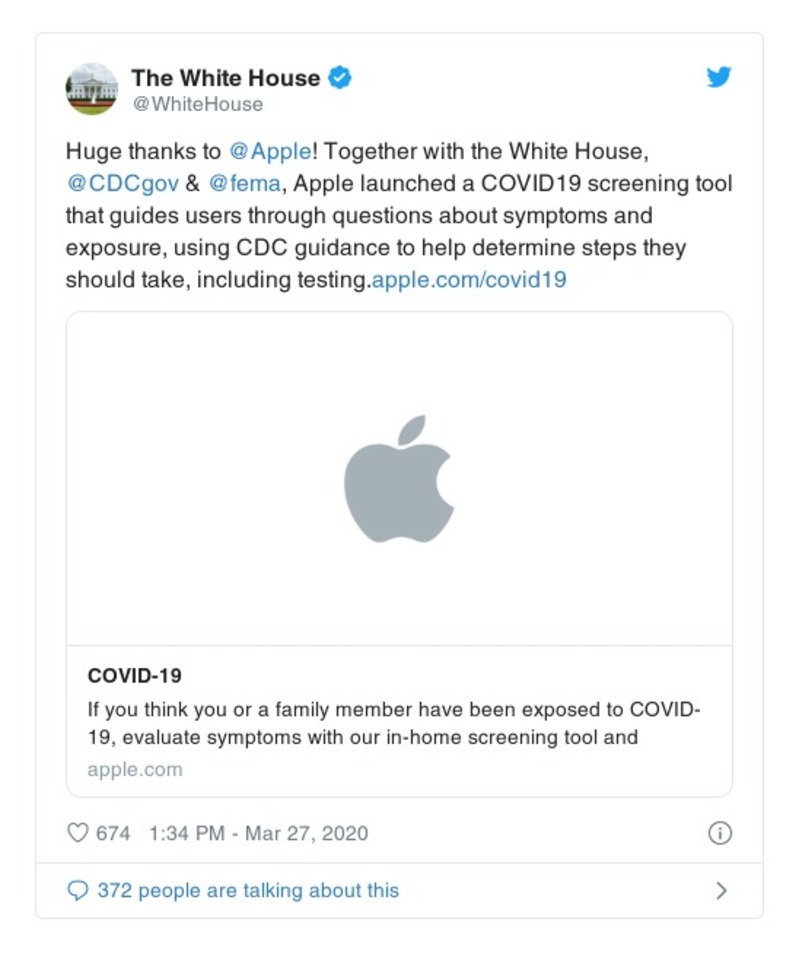 The White House
@WhiteHouse
Huge thanks to @Apple! Together with the White House,
@CDCgov & @fema, Apple launched a COVID19 screening tool
that guides users through questions about symptoms and
exposure, using CDC guidance to help determine steps they
should take, including testing.apple.com/covid19
COVID-19
If you think you or a family member have been exposed to COVID-
19, evaluate symptoms with our in-home screening tool and
apple.com
674 1:34 PM - Mar 27, 2020
372 people are talking about this